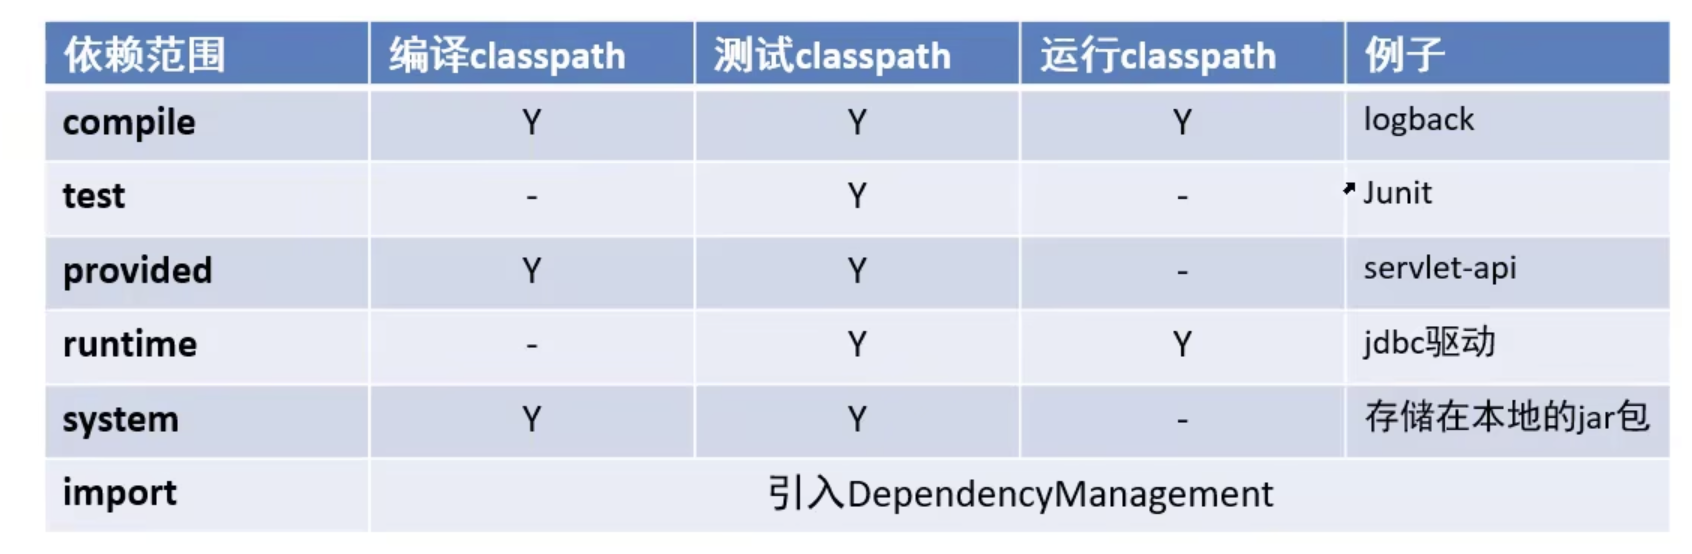 依赖范围 编译classpath 测试classpath 运行classpath 例子
compile Y Y Y logback
test - Y - Junit
provided Y Y - servlet-api
runtime - Y Y jdbc驱动
system Y Y - 存储在本地的jar包
import 引入DependencyManagement